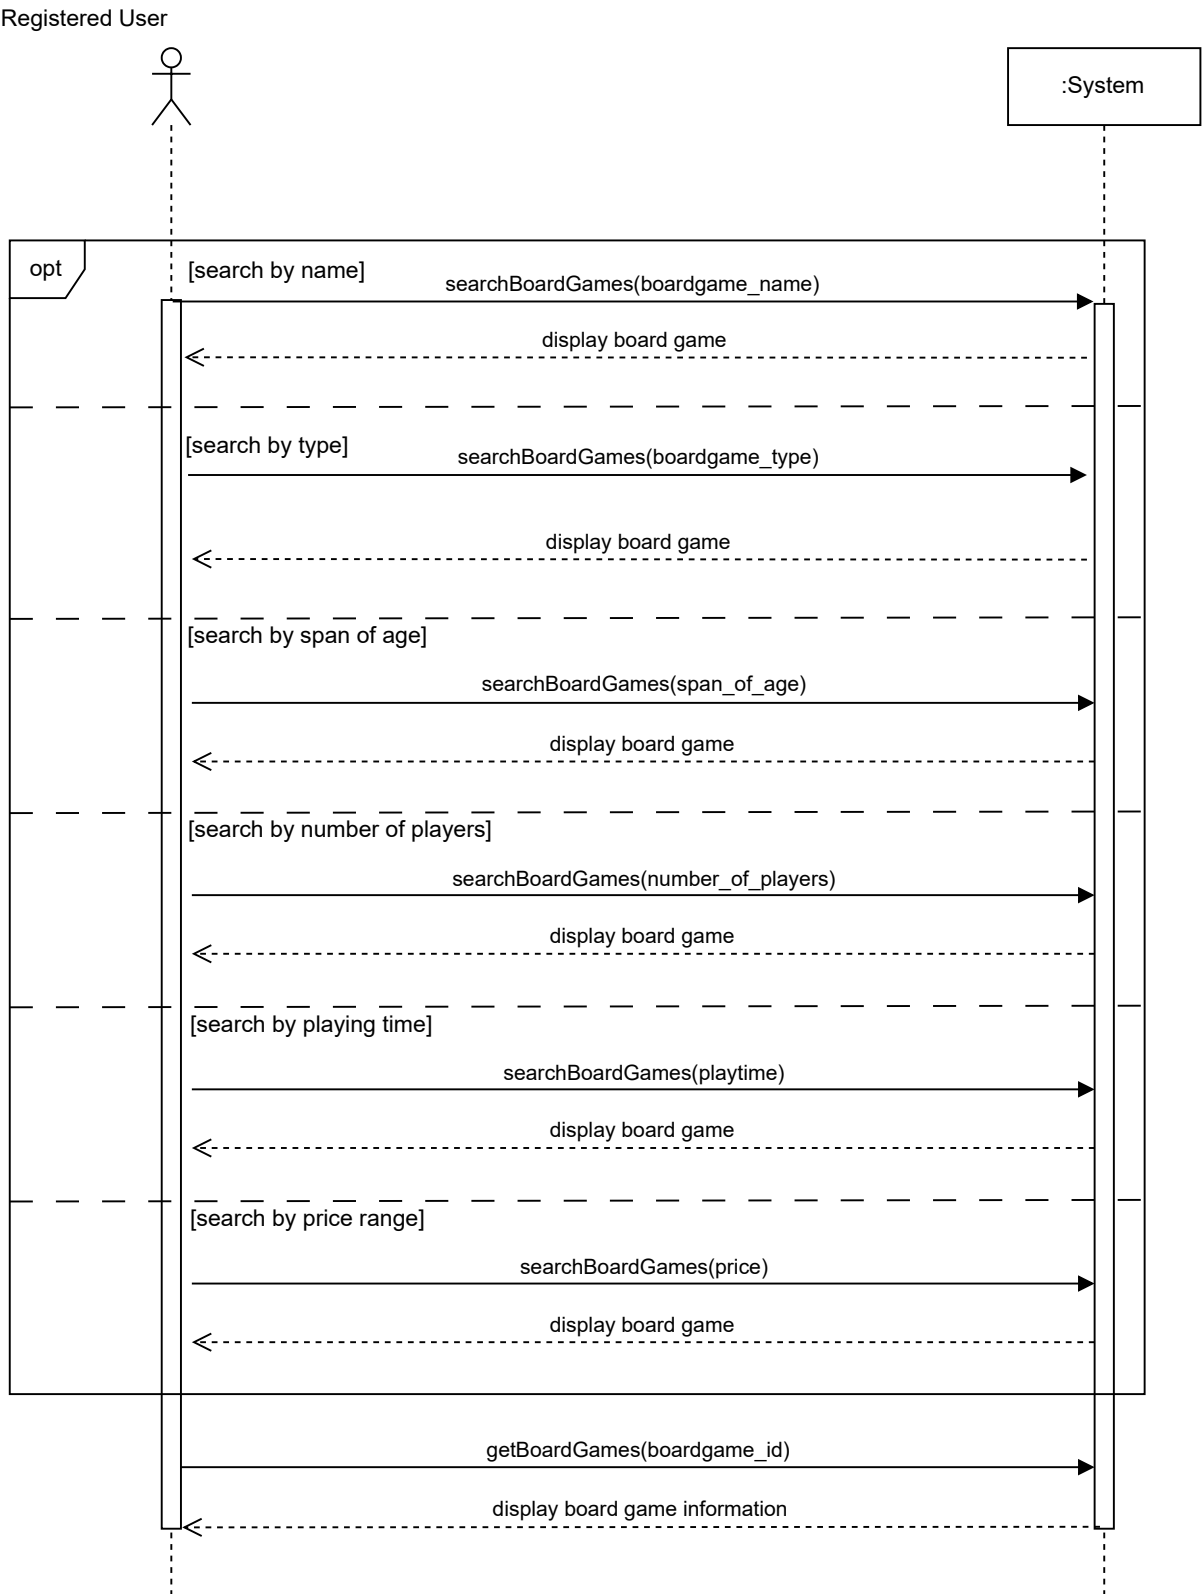 Registered User
:System
opt
[search by name]
searchBoardGames(boardgame_name)
display board game
[search by type]
searchBoardGames(boardgame_type)
display board game
[search by span of age]
searchBoardGames(span_of_age)
display board game
[search by number of players]
searchBoardGames(number_of_players)
display board game
[search by playing time]
searchBoardGames(playtime)
display board game
[search by price range]
searchBoardGames(price)
display board game
getBoardGames(boardgame_id)
display board game information